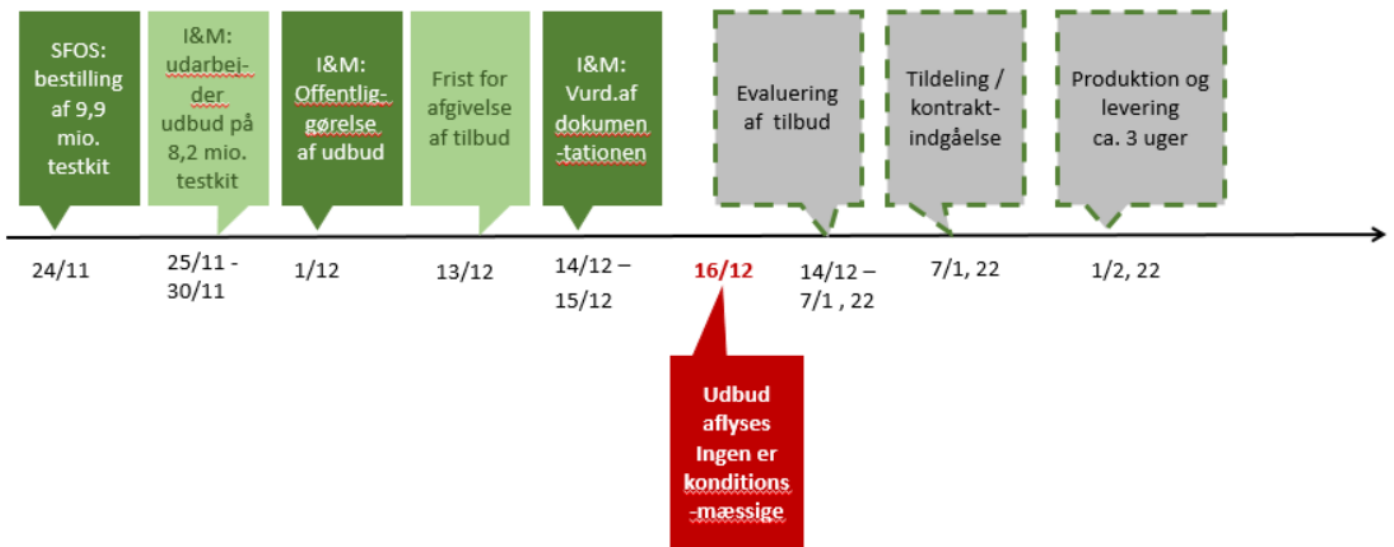 SFOS:
bestilling
af 9,9
mio.
testkit
I&M:
udarbej-
der
udbud på
8,2 mio.
testkit
I&M:
Offentlig-
gørelse
af udbud
Frist for
afgivelse
af tilbud
I&M:
Vurd.af
dokumen
-tationen
Evaluering
af tilbud
Tildeling /
kontrakt-
indgåelse
Produktion og
levering
ca. 3 uger
24/11
25/11 -
30/11
1/12
13/12
14/12 –
15/12
16/12
14/12 –
7/1 , 22
7/1, 22
1/2, 22
Udbud
aflyses
Ingen er
konditions
-mæssige